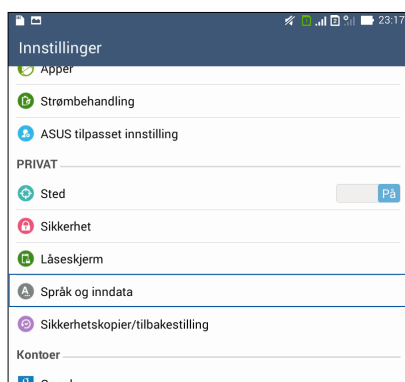 23:17
Innstillinger
Apper
Strømbehandling
ASUS tilpasset innstilling
PRIVAT
Sted På
Sikkerhet
Låseskjerm
Språk og inndata
Sikkerhetskopier/tilbakestilling
Kontoer